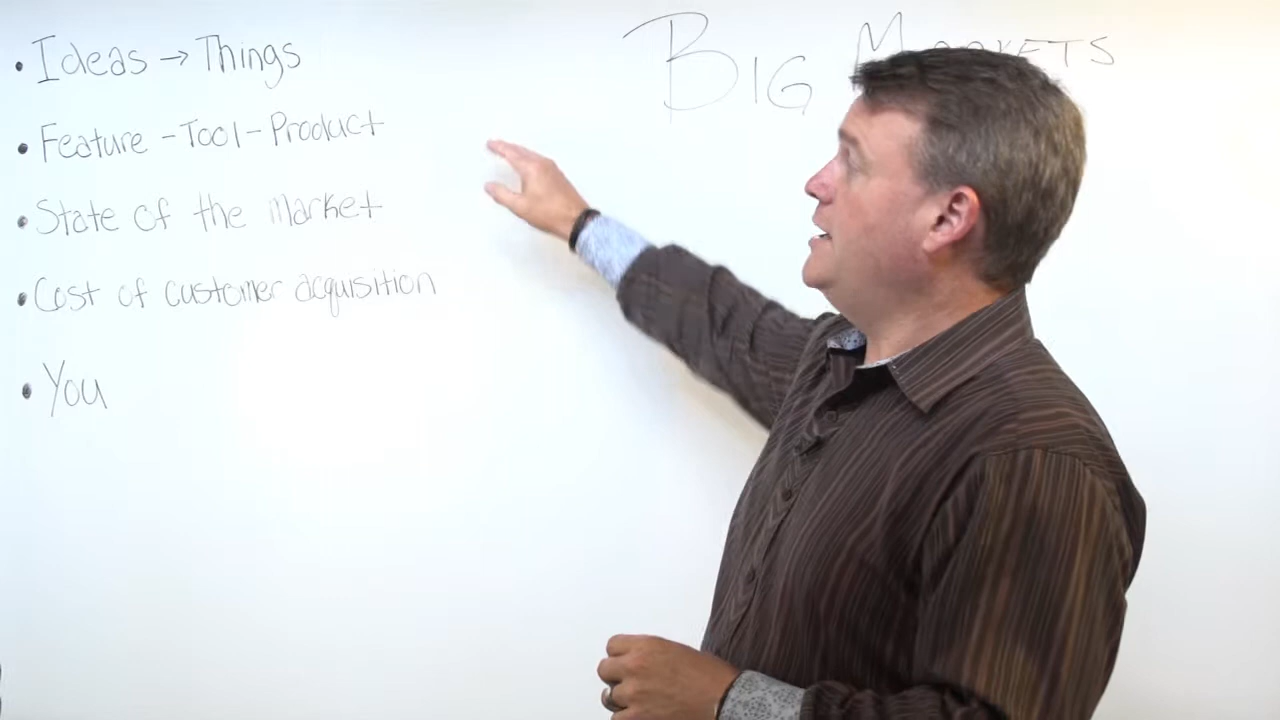 • Ideas → Things
• Feature - Tool - Product
• State of the market
• Cost of customer acquisition
• You
BIG MARKETS